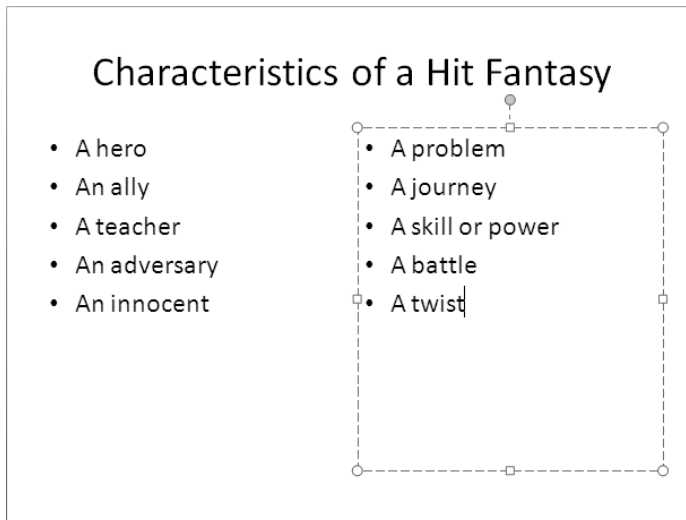 Characteristics of a Hit Fantasy
• A hero
• An ally
• A teacher
• An adversary
• An innocent
• A problem
• A journey
• A skill or power
• A battle
• A twist